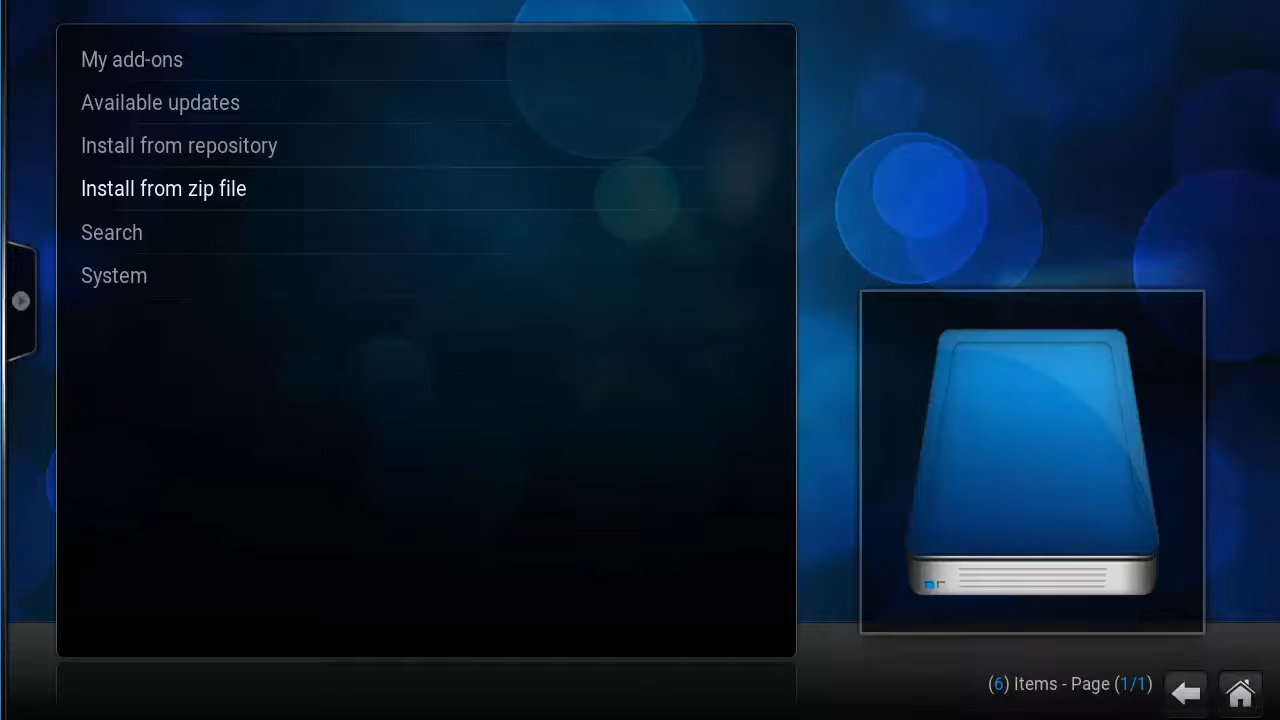 My add-ons
Available updates
Install from repository
Install from zip file
Search
System
(6) Items - Page (1/1)